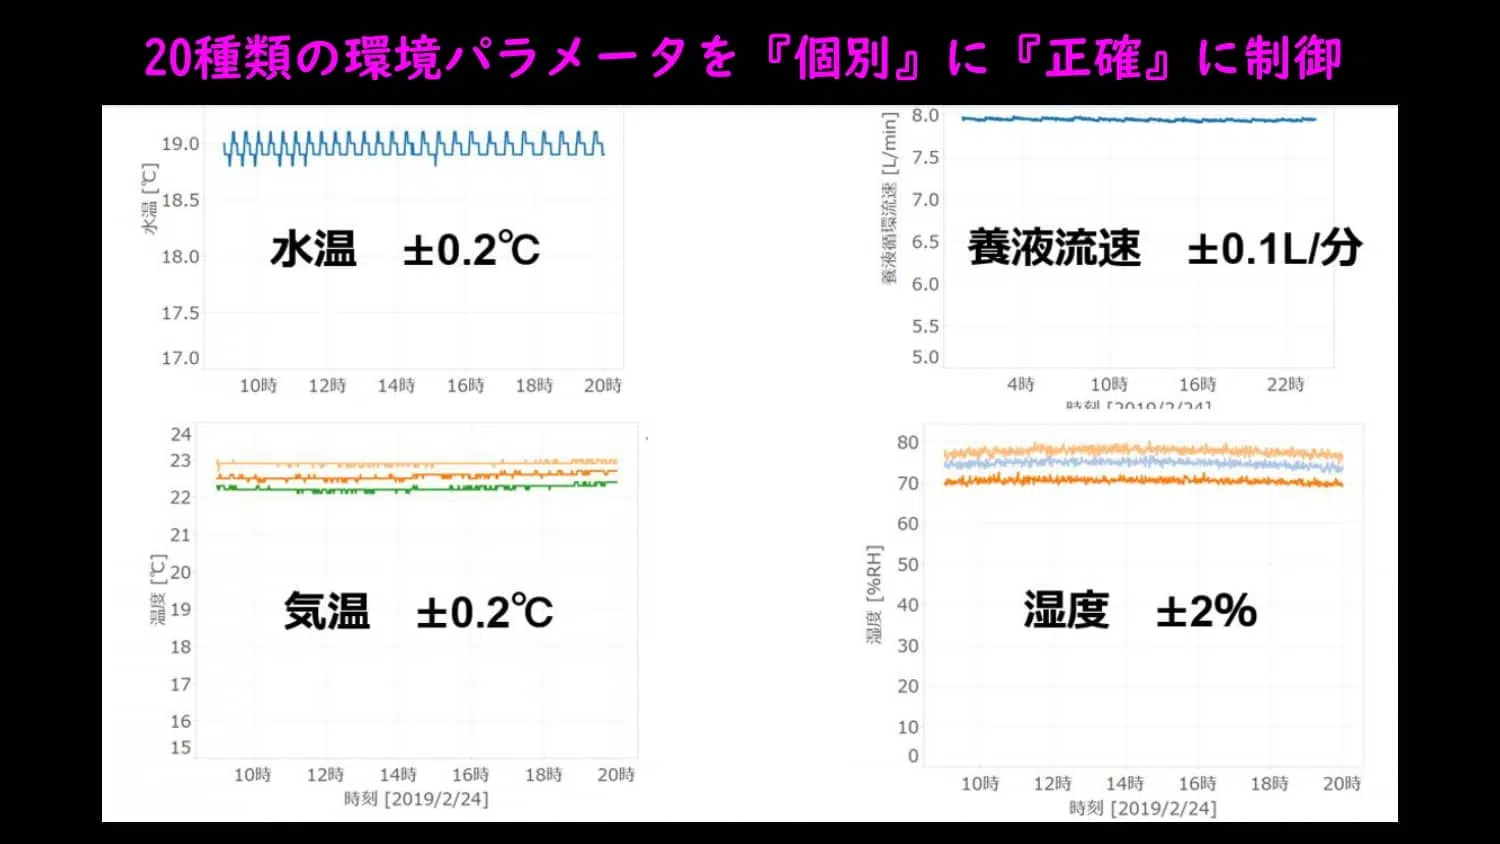 20種類の環境パラメータを『個別』に『正確』に制御
水温 [℃]
19.0
18.5
18.0
17.5
17.0
水温 ±0.2℃
10時 12時 14時 16時 18時 20時
養液循環流速 [L/min]
8.0
7.5
7.0
6.5
6.0
5.5
5.0
養液流速 ±0.1L/分
4時 10時 16時 22時
時刻 [2019/2/24]
温度 [℃]
24
23
22
21
20
19
18
17
16
15
気温 ±0.2℃
10時 12時 14時 16時 18時 20時
時刻 [2019/2/24]
湿度 [%RH]
80
70
60
50
40
30
20
10
0
湿度 ±2%
10時 12時 14時 16時 18時 20時
時刻 [2019/2/24]